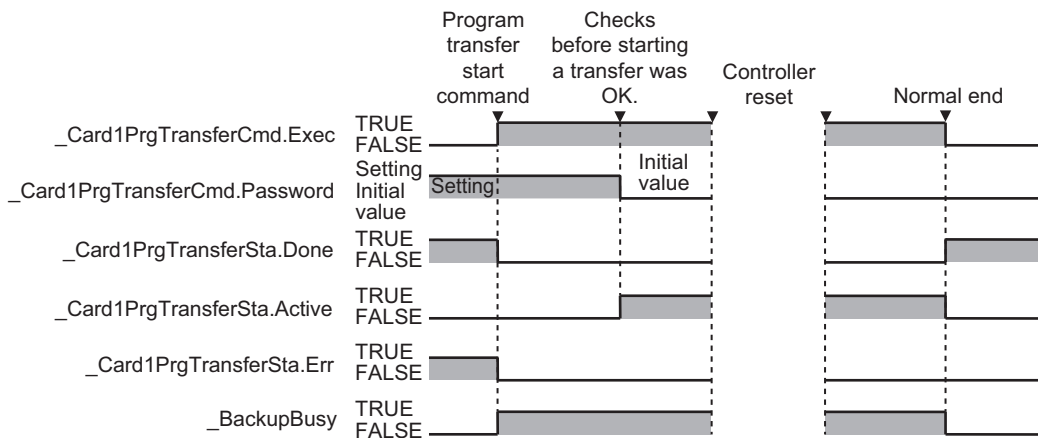 Program
transfer
start
command
Checks
before starting
a transfer was
OK.
Controller
reset
Normal end
_Card1PrgTransferCmd.Exec
TRUE
FALSE
_Card1PrgTransferCmd.Password
Setting
Initial
value
Setting
Initial
value
_Card1PrgTransferSta.Done
TRUE
FALSE
_Card1PrgTransferSta.Active
TRUE
FALSE
_Card1PrgTransferSta.Err
TRUE
FALSE
_BackupBusy
TRUE
FALSE